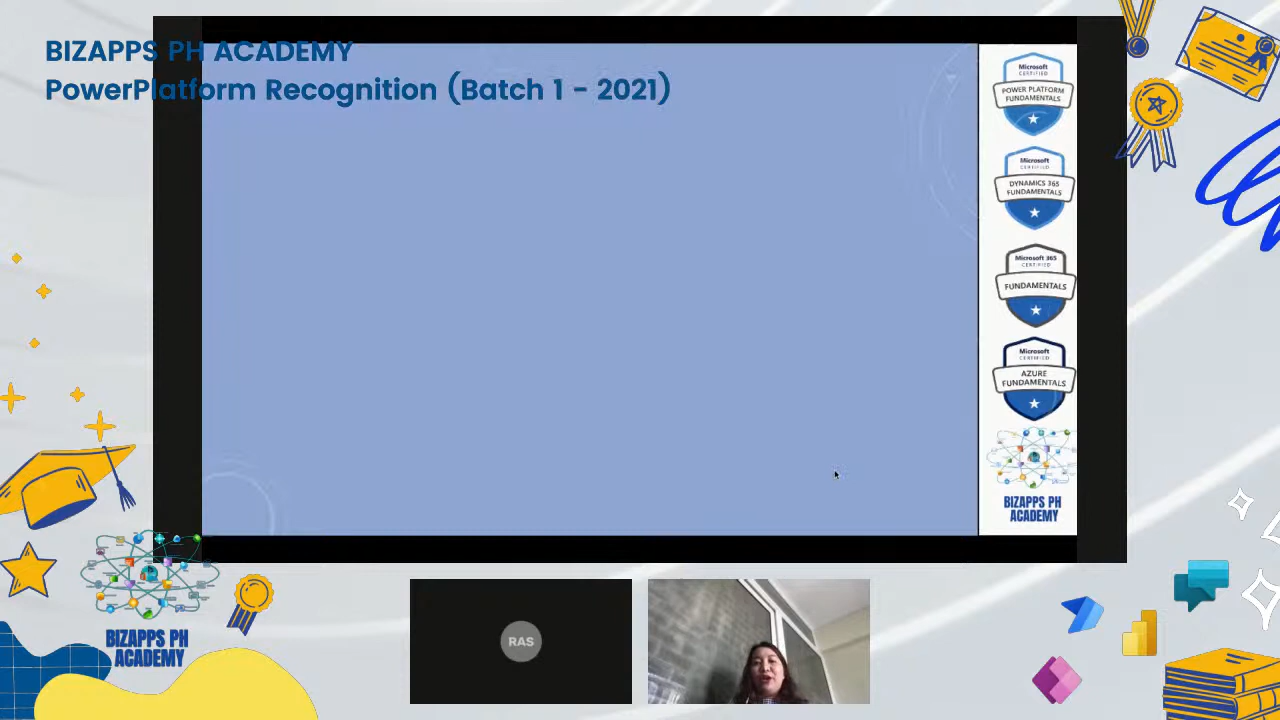 BIZAPPS PH ACADEMY
PowerPlatform Recognition (Batch 1 - 2021)
Microsoft
CERTIFIED
POWER PLATFORM
FUNDAMENTALS
Microsoft
CERTIFIED
DYNAMICS 365
FUNDAMENTALS
Microsoft 365
CERTIFIED
FUNDAMENTALS
Microsoft
CERTIFIED
AZURE
FUNDAMENTALS
BIZAPPS PH
ACADEMY
BIZAPPS PH
ACADEMY
RAS